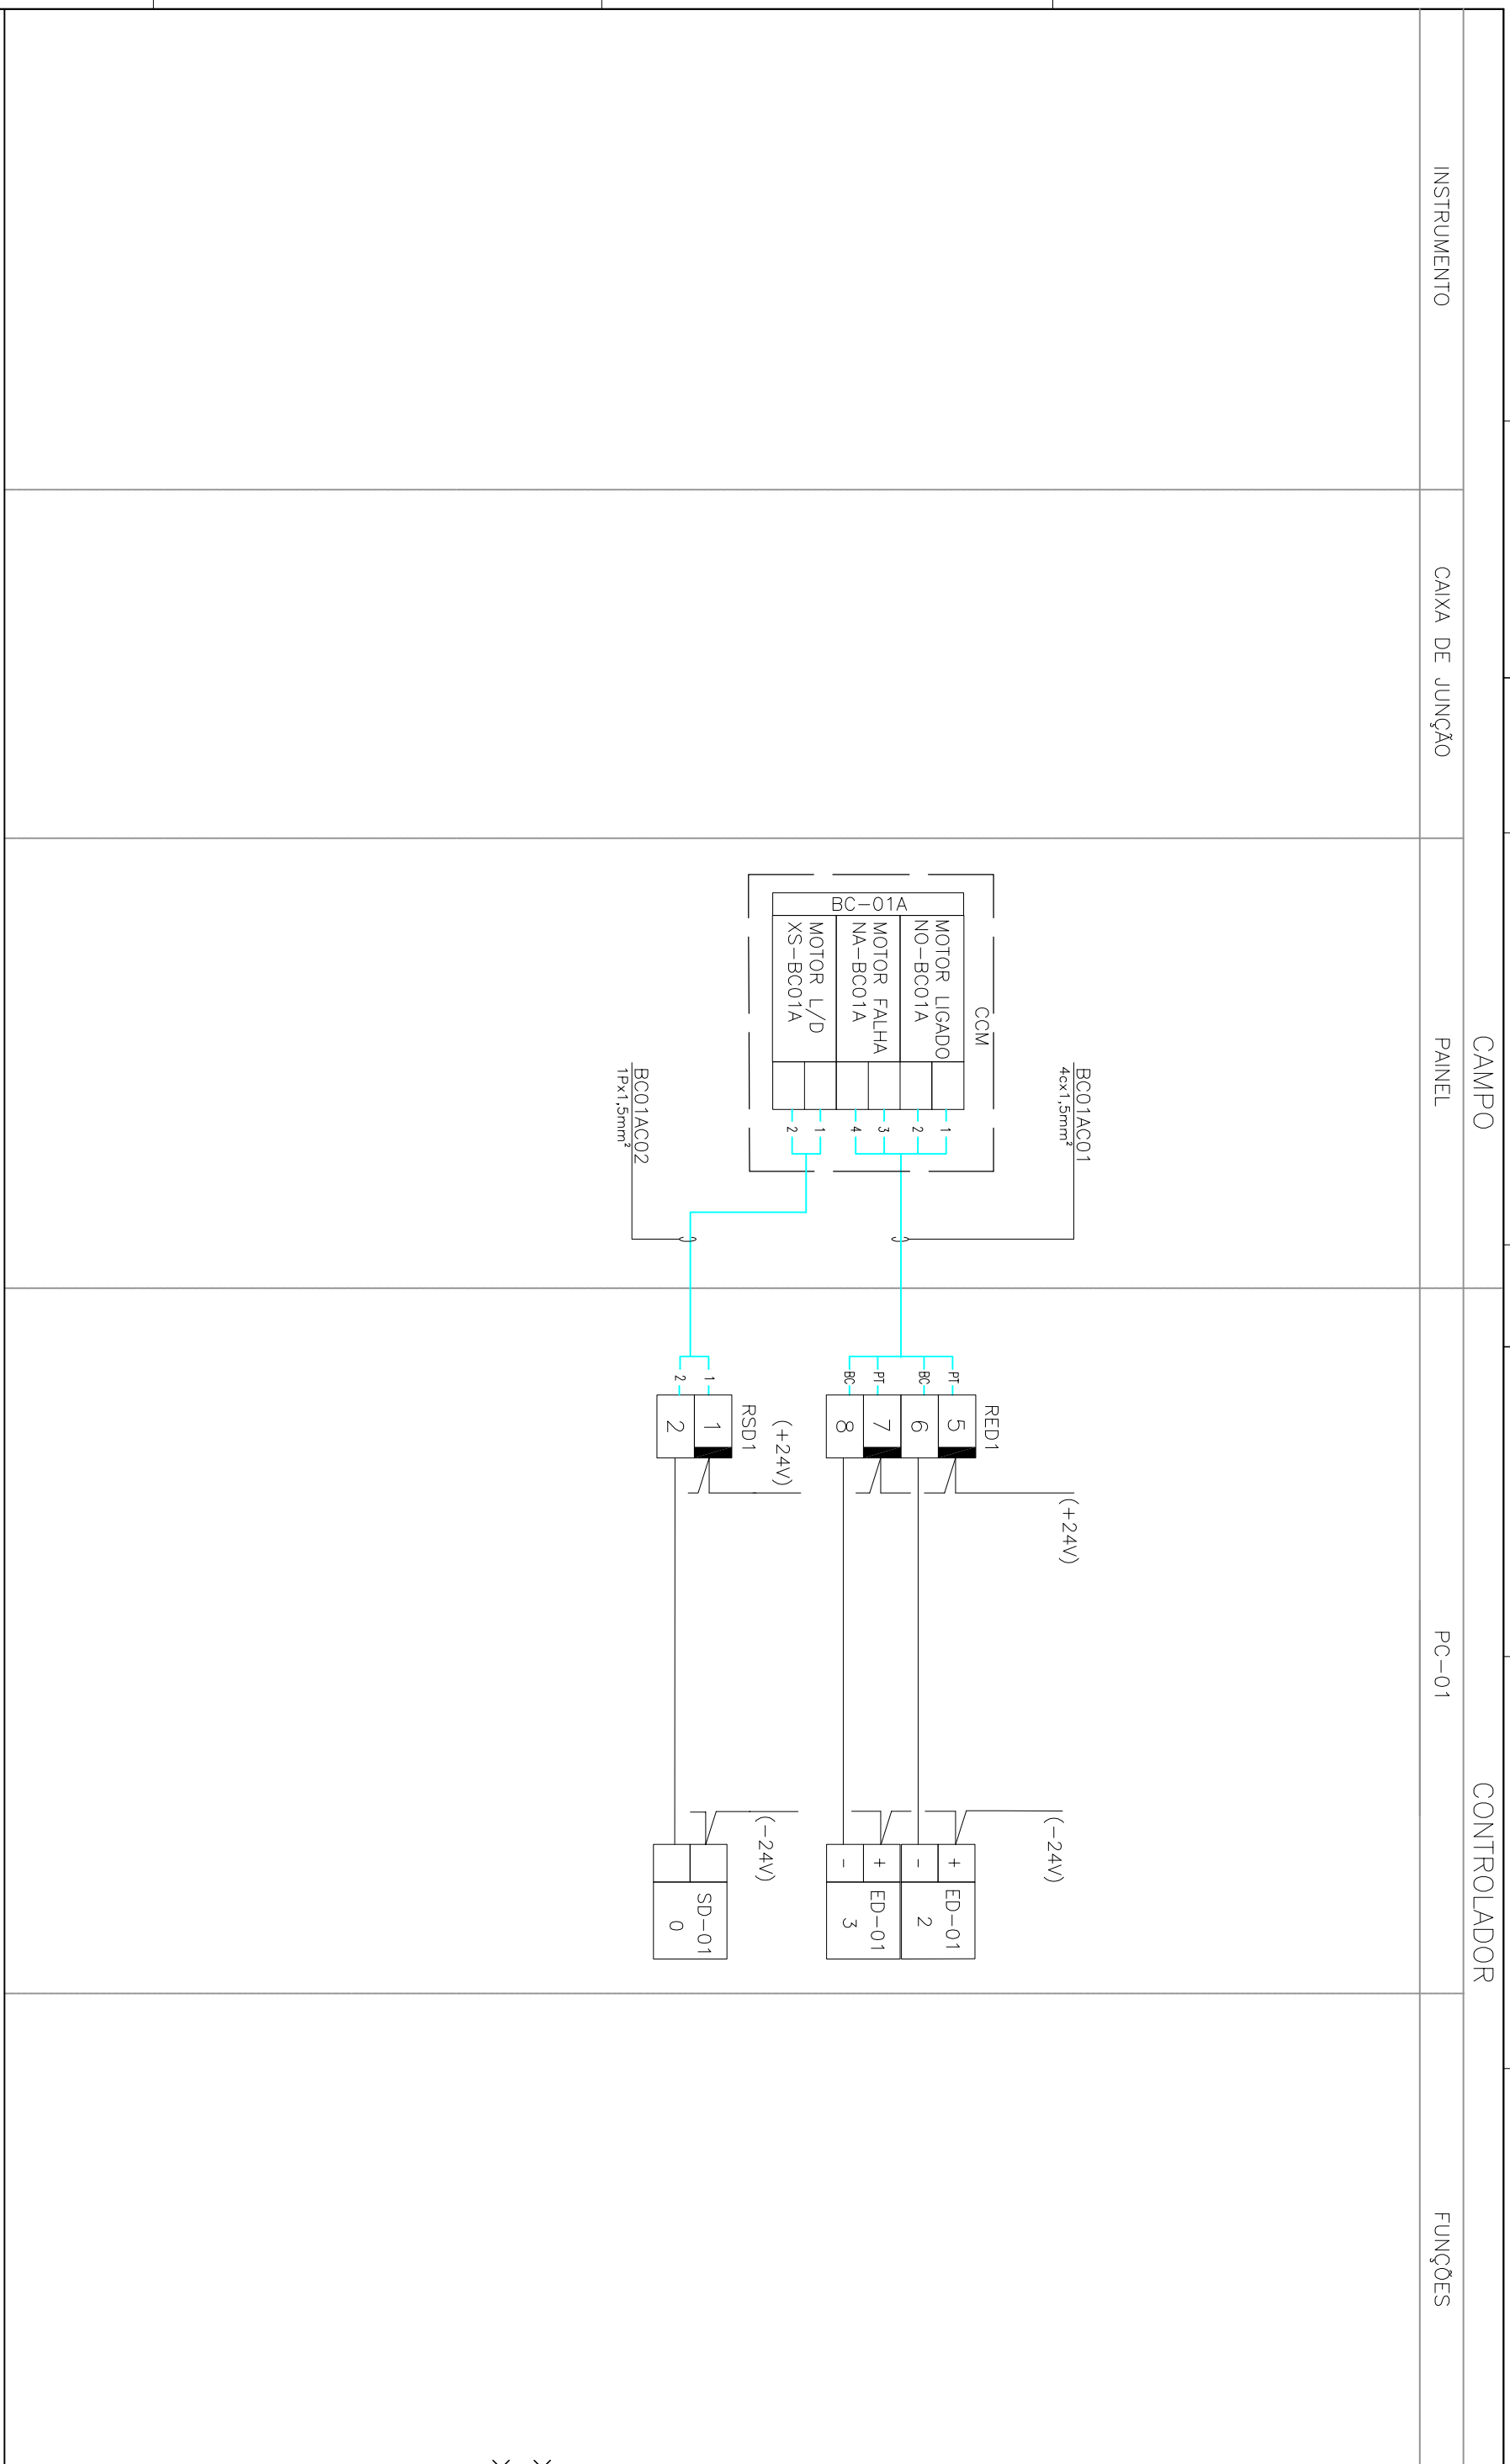 CAMPO
CONTROLADOR
INSTRUMENTO
CAIXA DE JUNÇÃO
PAINEL
PC-01
FUNÇÕES
BC01AC01
4cx1,5mm²
(+24V)
(-24V)
CCM
RED1
BC-01A
MOTOR LIGADO
NO-BC01A
1
2
PT
BC
5
6
+
-
ED-01
2
MOTOR FALHA
NA-BC01A
3
4
PT
BC
7
8
+
-
ED-01
3
MOTOR L/D
XS-BC01A
1
2
(+24V)
(-24V)
RSD1
1
2
1
2
SD-01
0
BC01AC02
1Px1,5mm²